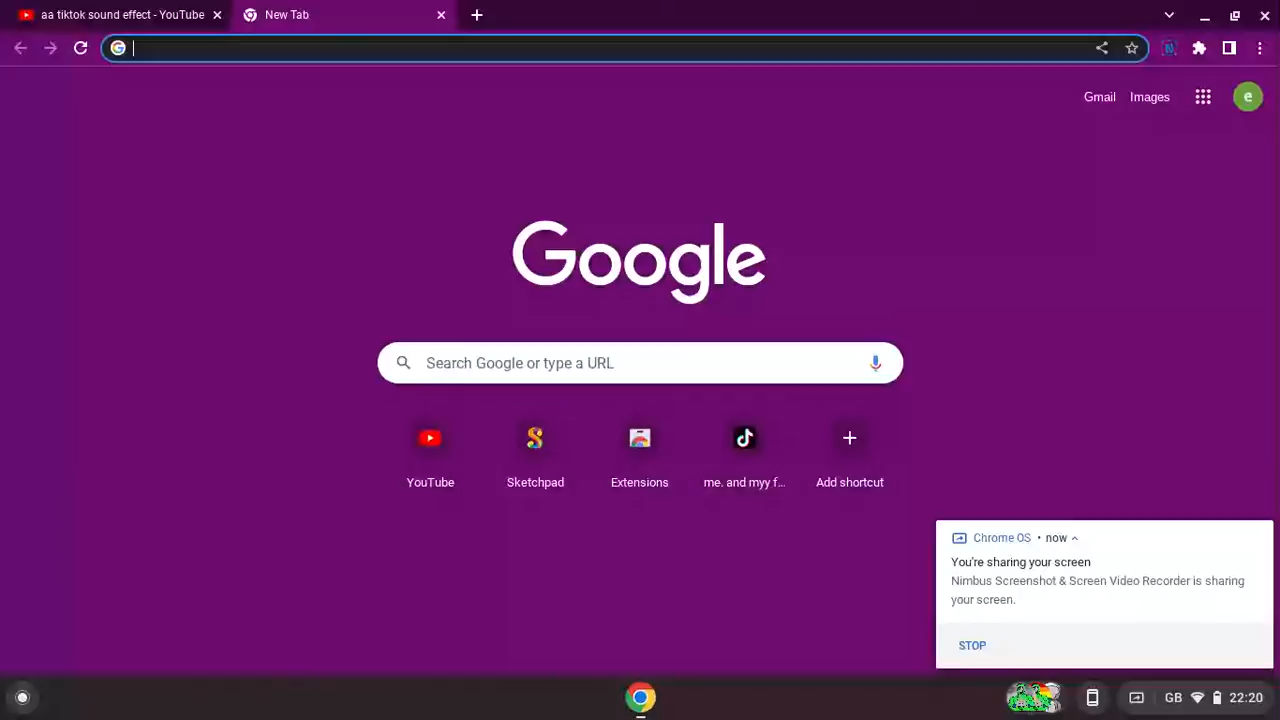 aa tiktok sound effect - YouTube
New Tab
Gmail
Images
e
Google
Search Google or type a URL
YouTube
Sketchpad
Extensions
me. and myy f...
Add shortcut
Chrome OS • now
You're sharing your screen
Nimbus Screenshot & Screen Video Recorder is sharing
your screen.
STOP
GB
22:20